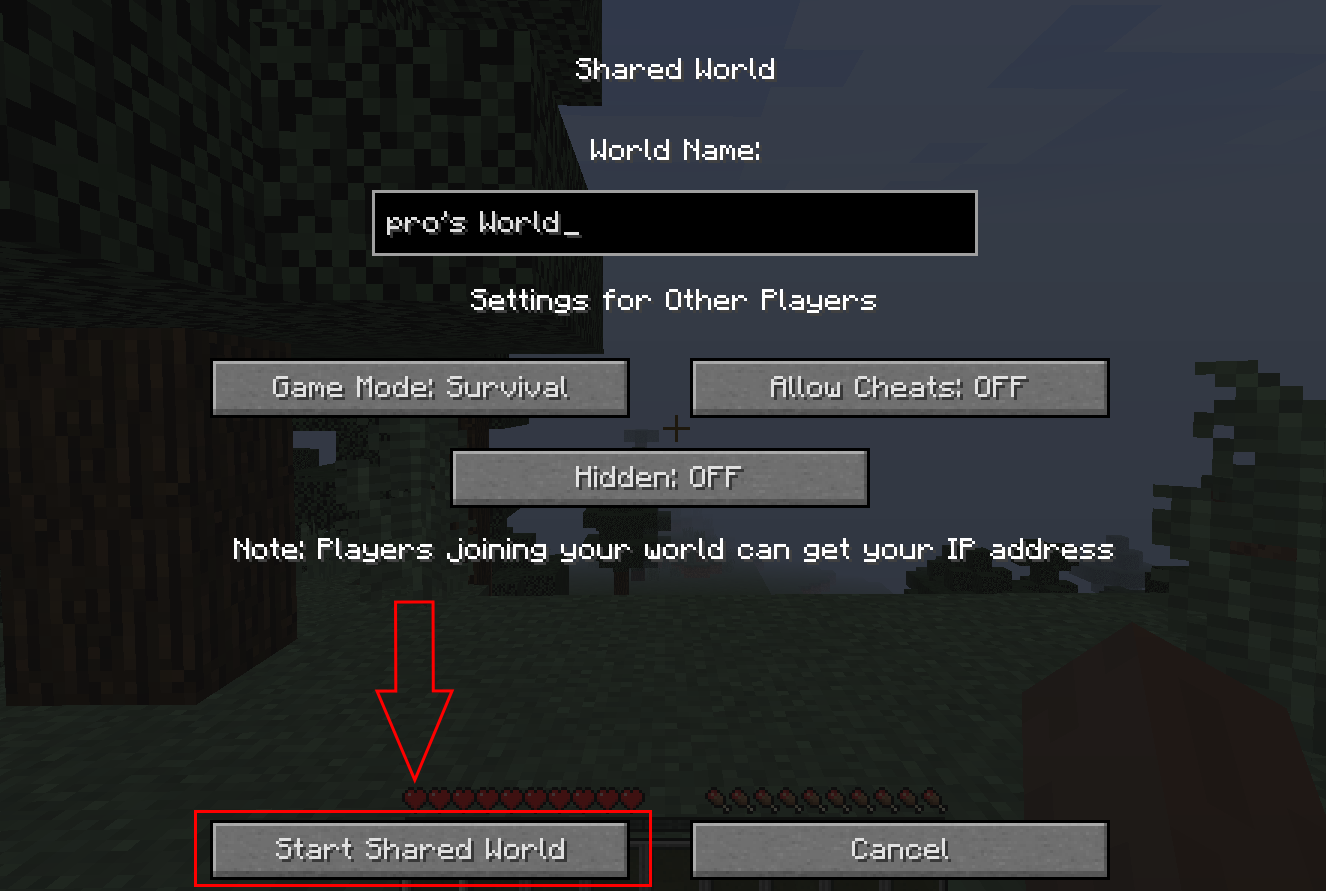 Shared World
World Name:
pro's World_
Settings for Other Players
Game Mode: Survival
Allow Cheats: OFF
Hidden: OFF
Note: Players joining your world can get your IP address
Start Shared World
Cancel